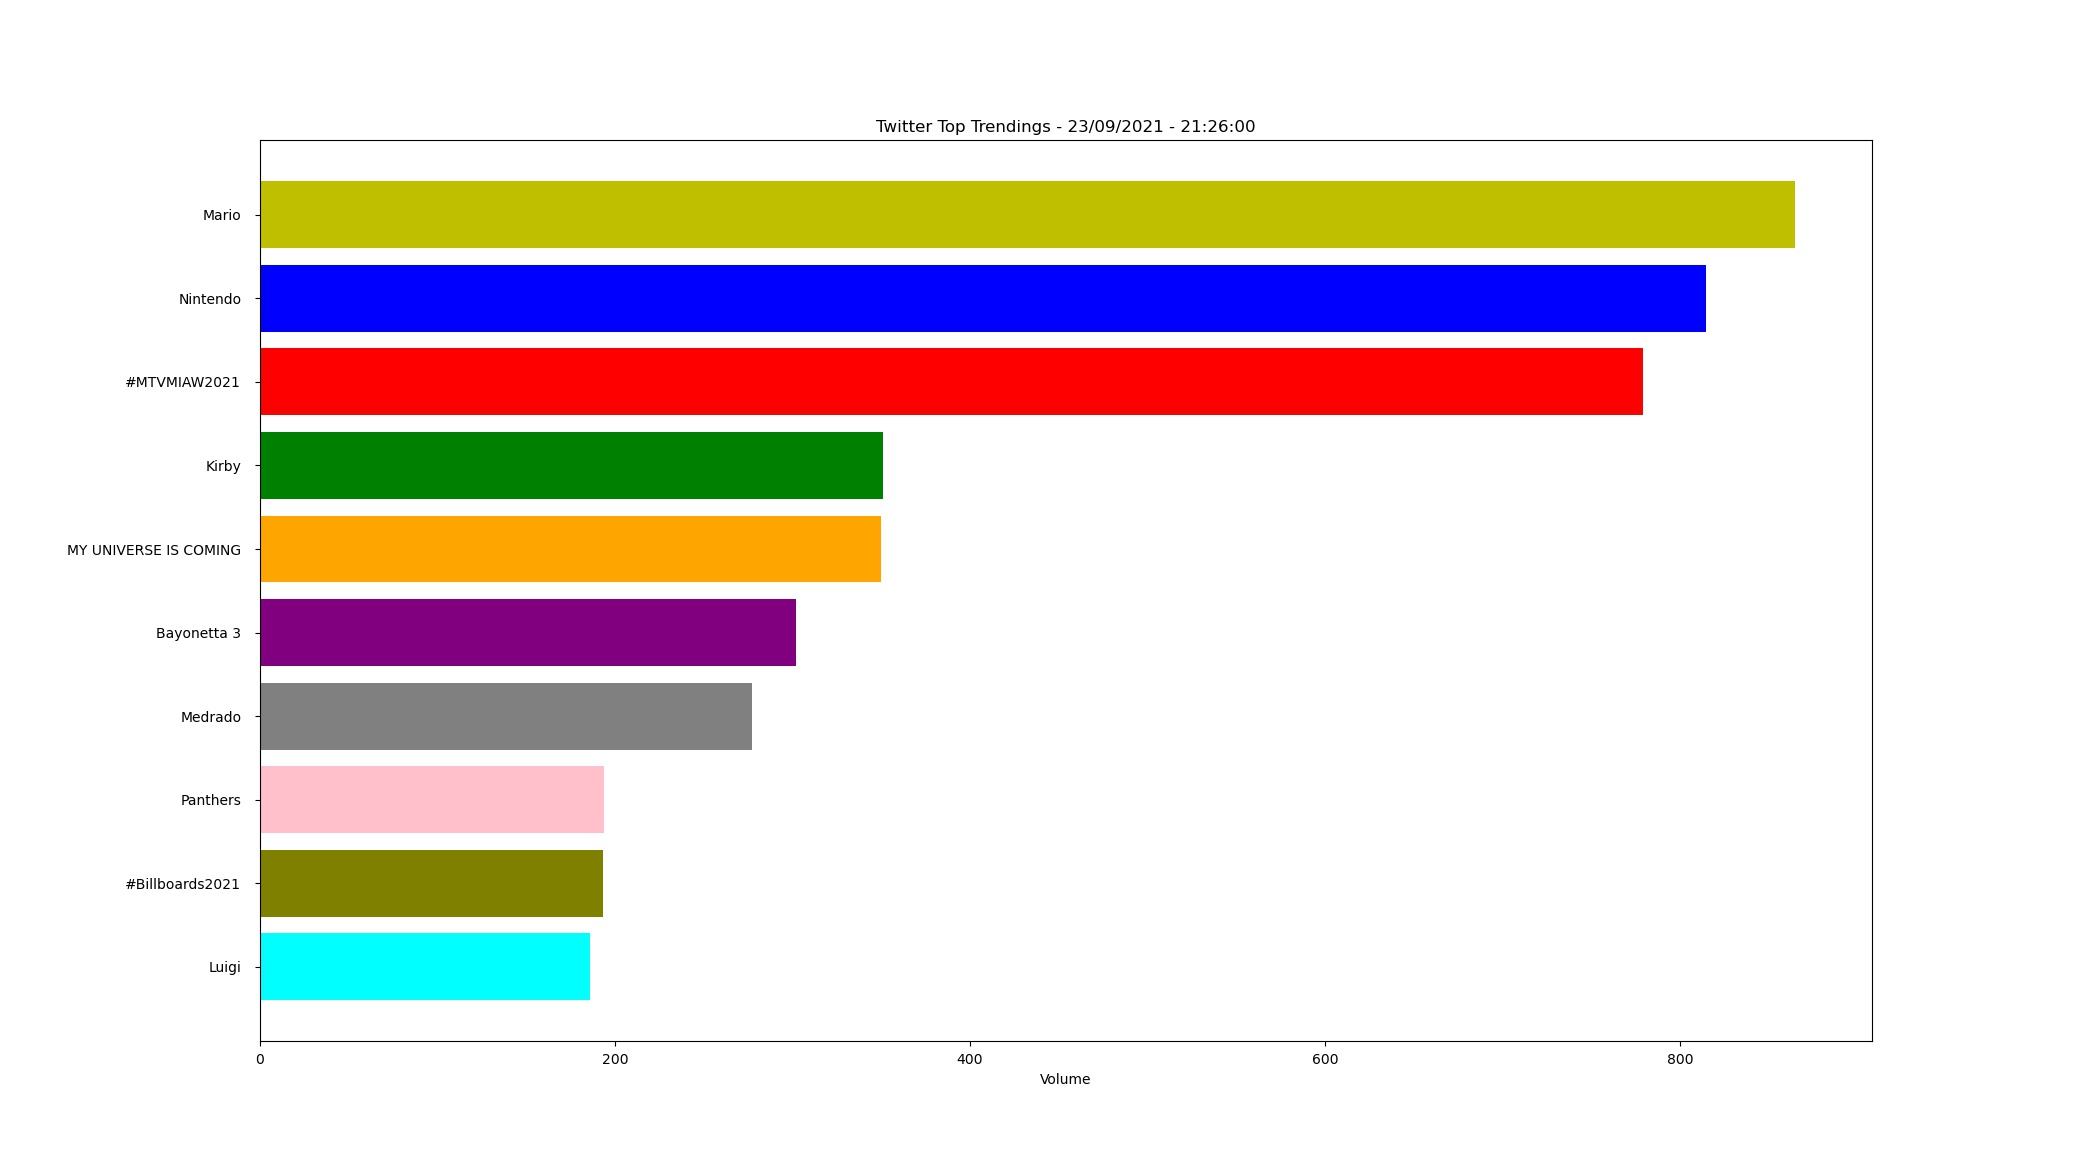 Twitter Top Trendings - 23/09/2021 - 21:26:00
Mario
Nintendo
#MTVMIAW2021
Kirby
MY UNIVERSE IS COMING
Bayonetta 3
Medrado
Panthers
#Billboards2021
Luigi
0 200 400 600 800
Volume